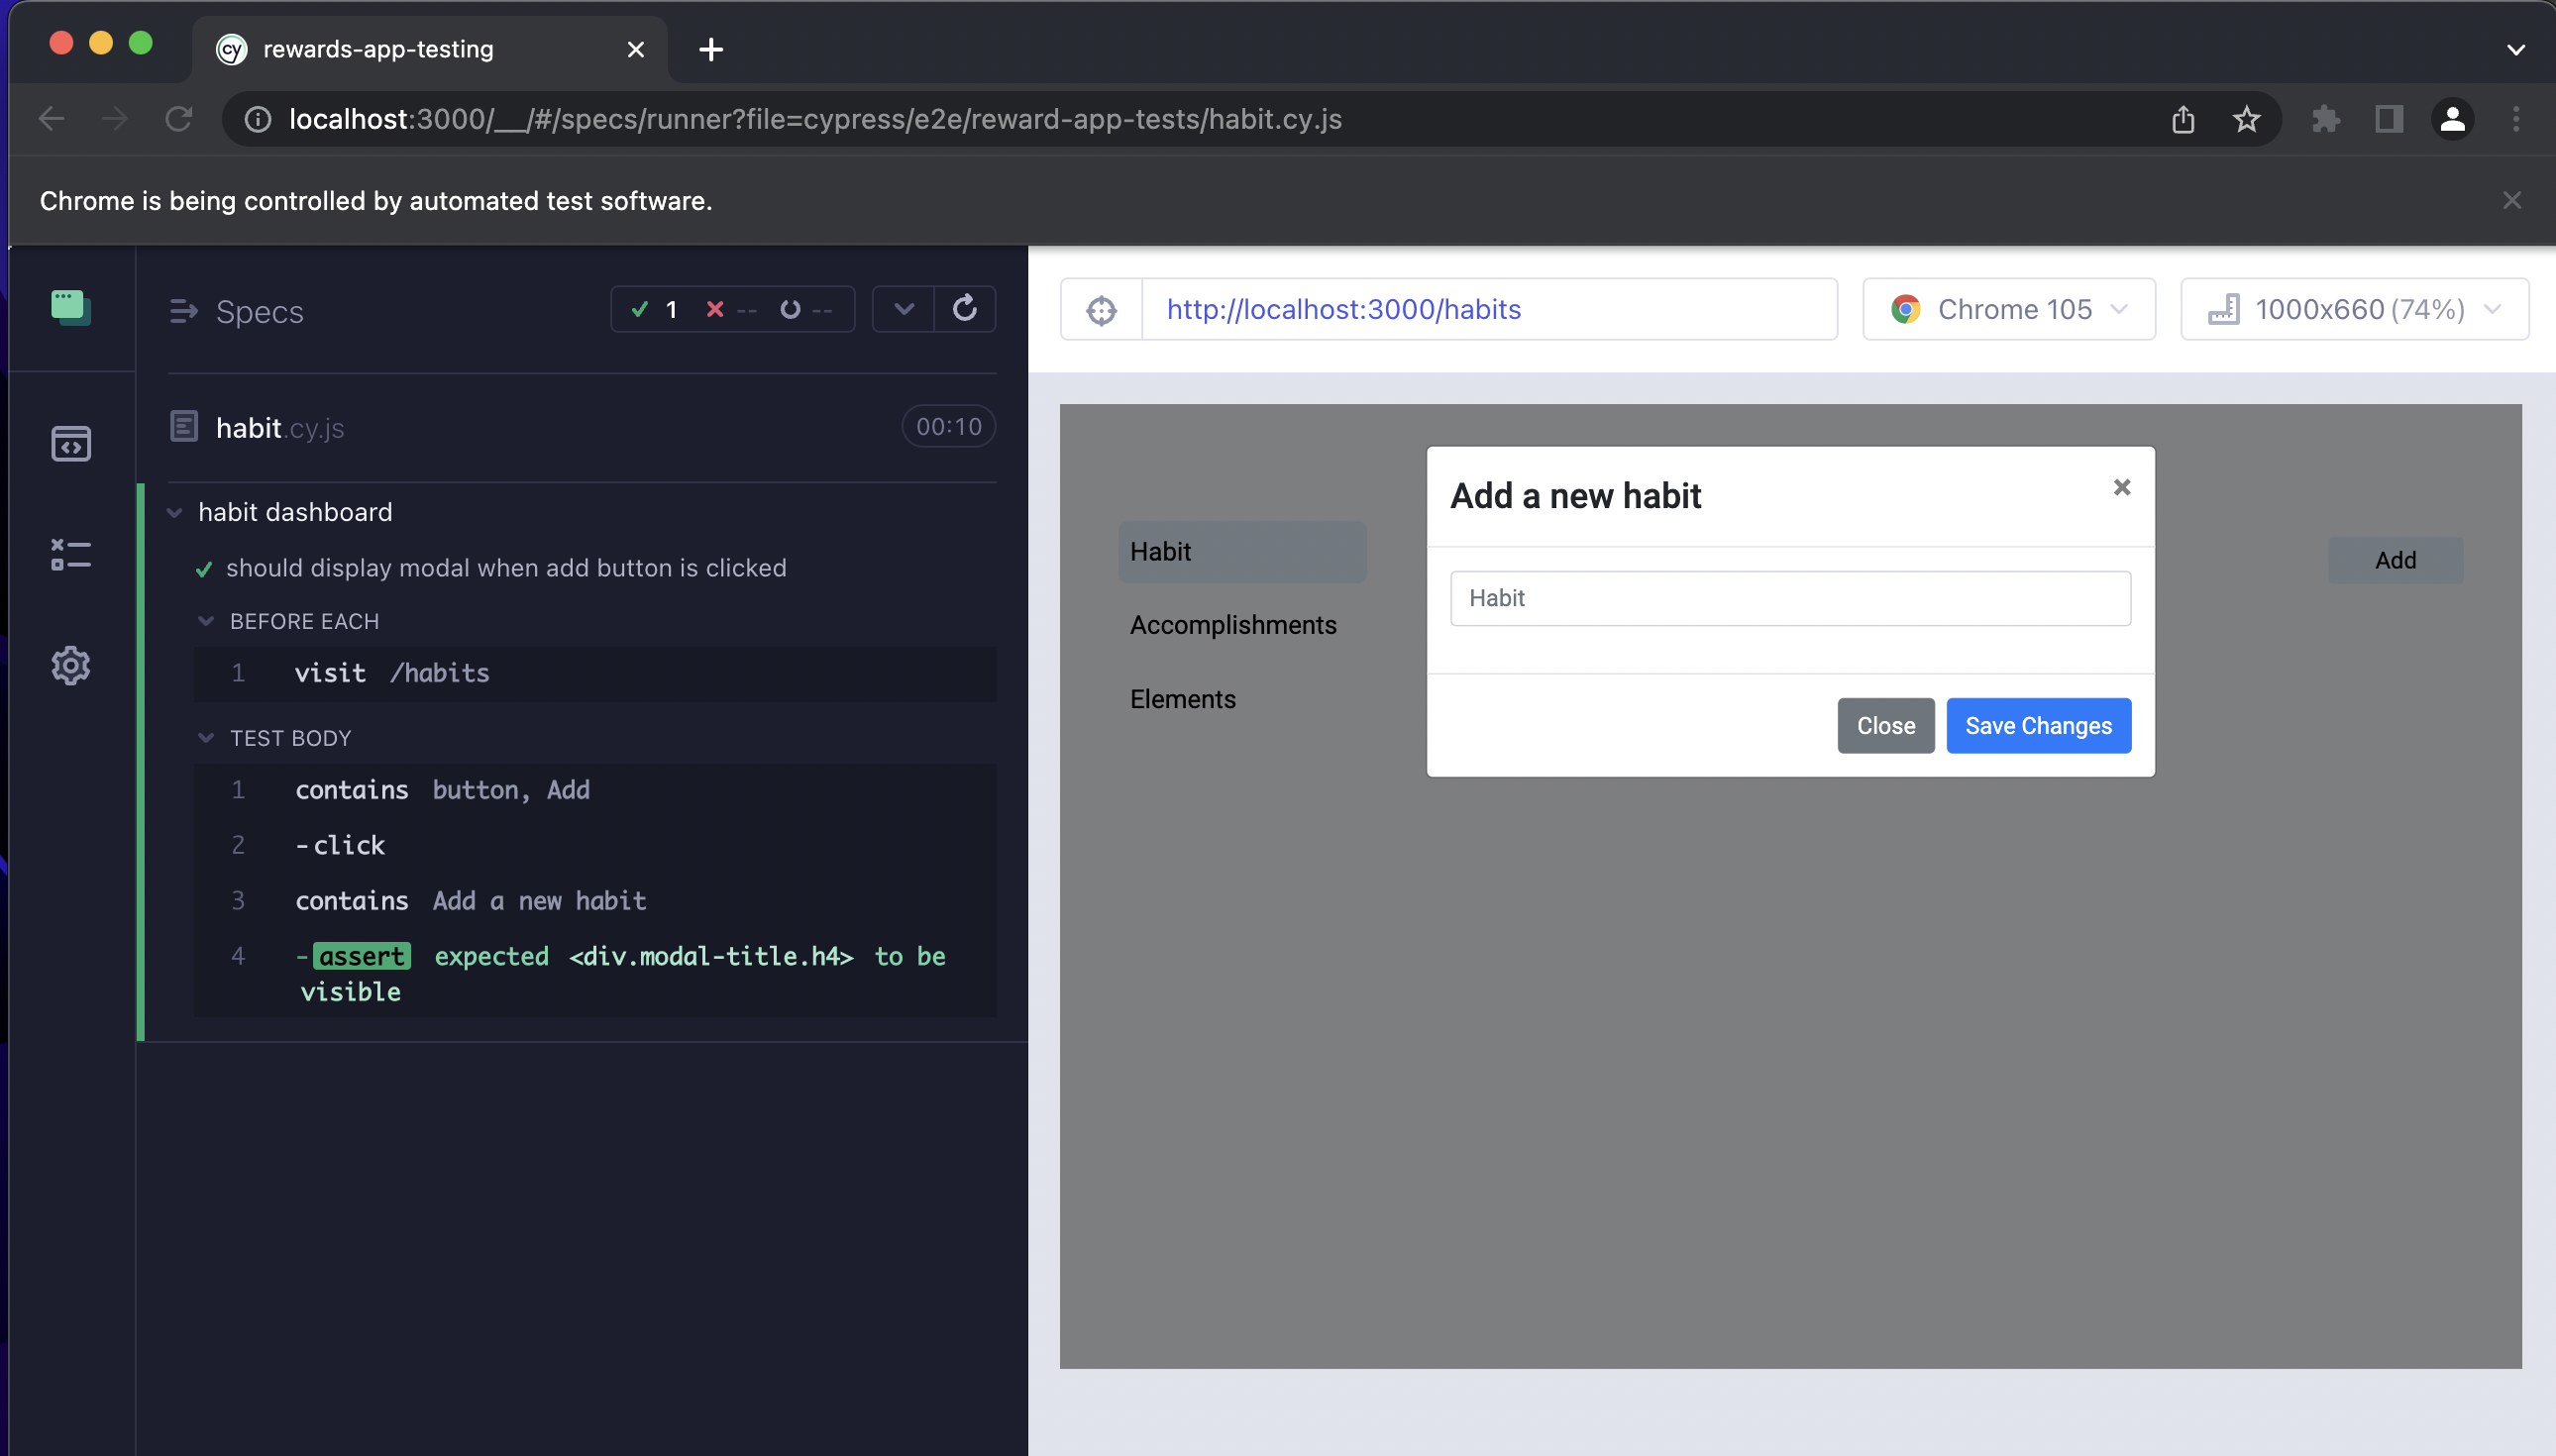 rewards-app-testing
localhost:3000/__/#/specs/runner?file=cypress/e2e/reward-app-tests/habit.cy.js
Chrome is being controlled by automated test software.
Specs
1 -- --
habit.cy.js
00:10
habit dashboard
should display modal when add button is clicked
BEFORE EACH
1 visit /habits
TEST BODY
1 contains button, Add
2 -click
3 contains Add a new habit
4 -assert expected <div.modal-title.h4> to be
visible
http://localhost:3000/habits
Chrome 105
1000x660 (74%)
Habit
Accomplishments
Elements
Add a new habit
×
Habit
Close
Save Changes
Add